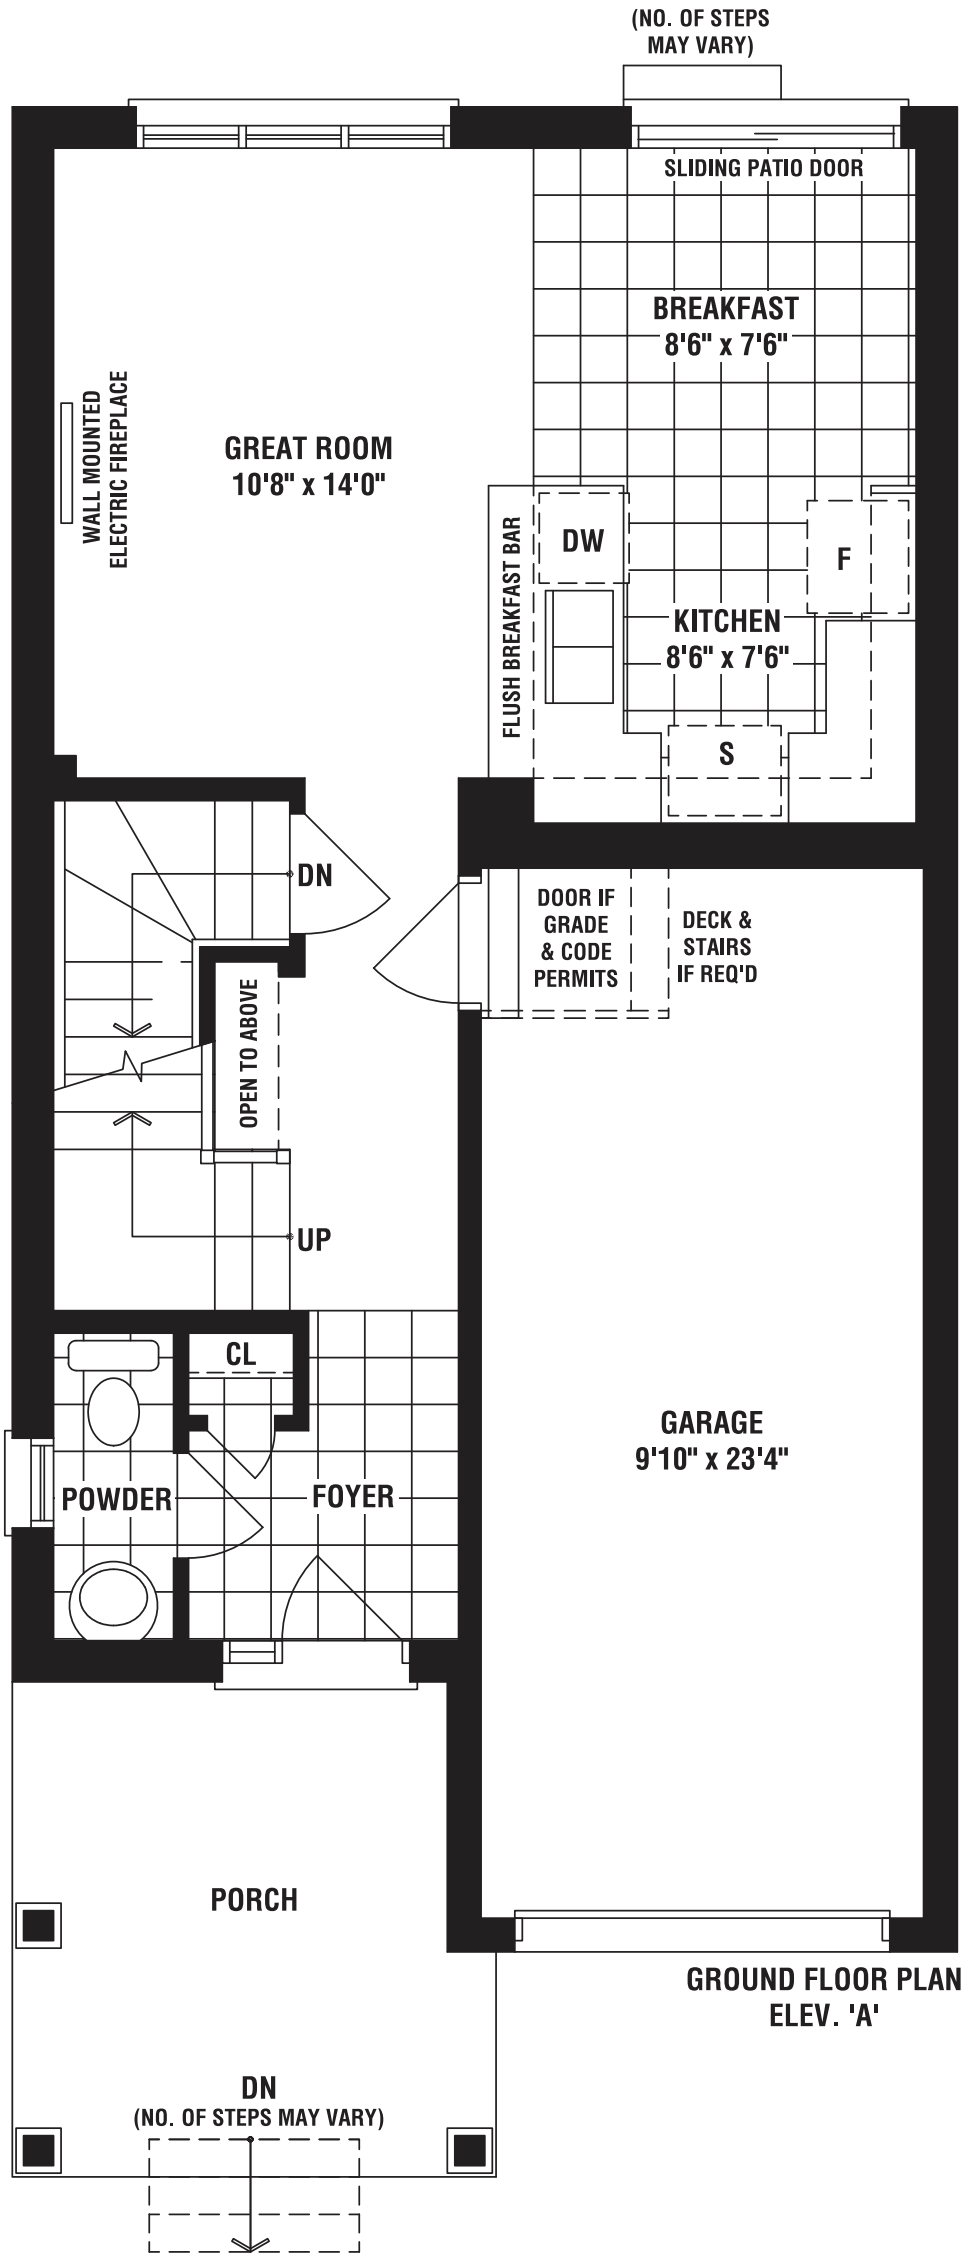 (NO. OF STEPS
MAY VARY)
SLIDING PATIO DOOR
BREAKFAST
8'6" x 7'6"
WALL MOUNTED
ELECTRIC FIREPLACE
GREAT ROOM
10'8" x 14'0"
FLUSH BREAKFAST BAR
DW
F
KITCHEN
8'6" x 7'6"
S
DN
DOOR IF
GRADE
& CODE
PERMITS
DECK &
STAIRS
IF REQ'D
OPEN TO ABOVE
UP
CL
GARAGE
9'10" x 23'4"
POWDER
FOYER
PORCH
GROUND FLOOR PLAN
ELEV. 'A'
DN
(NO. OF STEPS MAY VARY)